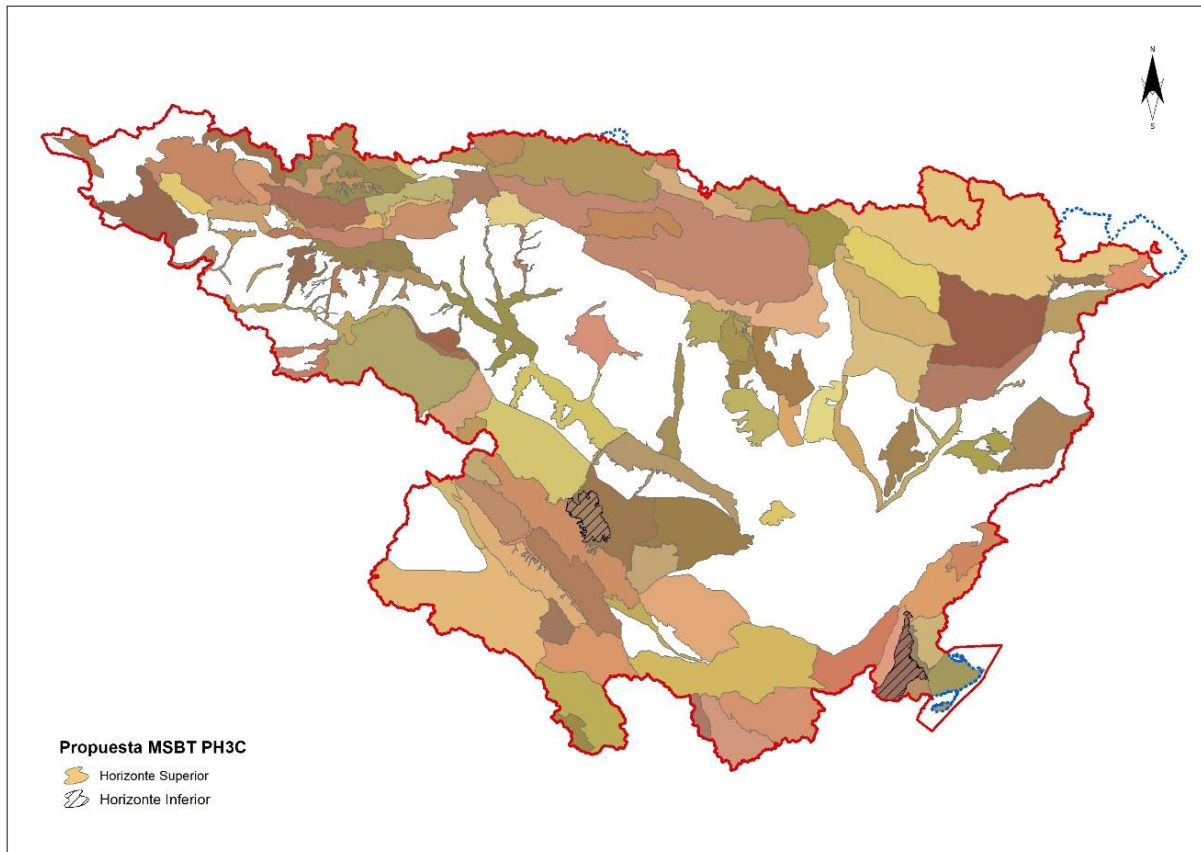 N
S
Propuesta MSBT PH3C
Horizonte Superior
Horizonte Inferior